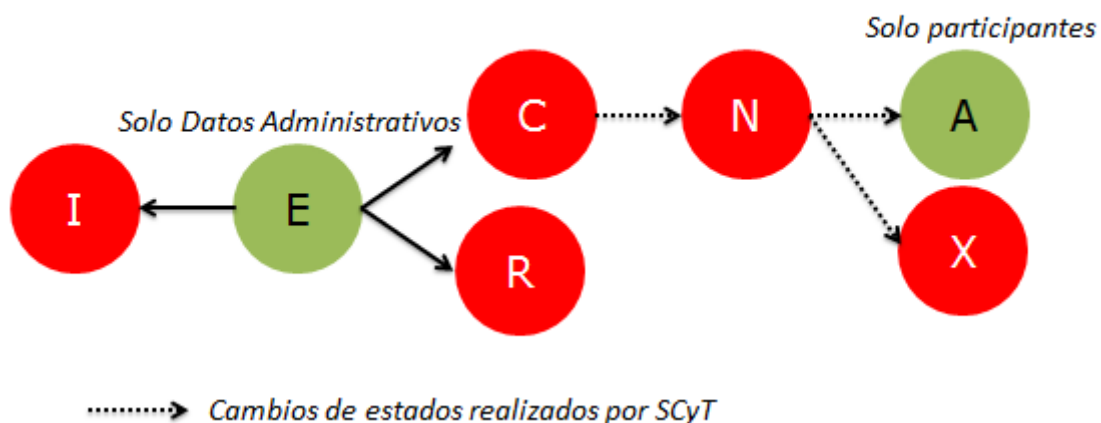 Solo participantes
C
N
A
Solo Datos Administrativos
I
E
R
X
Cambios de estados realizados por SCyT